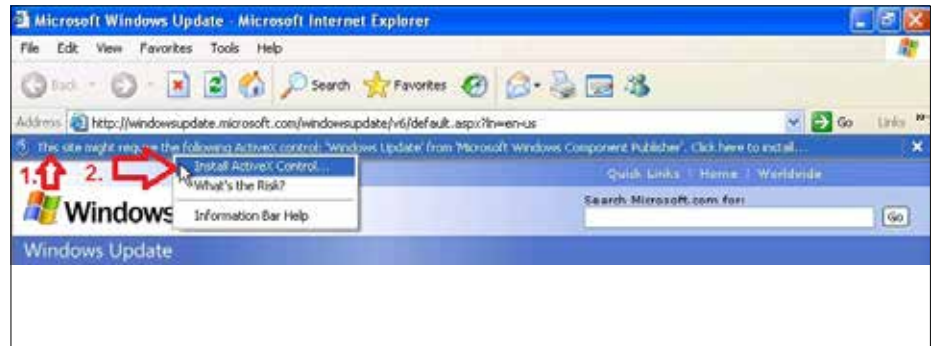 Microsoft Windows Update - Microsoft Internet Explorer
File Edit View Favorites Tools Help
Back Search Favorites
Address http://windowsupdate.microsoft.com/windowsupdate/v6/default.aspx?ln=en-us Go Links »
This site might require the following ActiveX control: 'Windows Update' from 'Microsoft Windows Component Publisher'. Click here to install...
1. 2. Install ActiveX Control...
What's the Risk?
Information Bar Help
Quick Links | Home | Worldwide
Windows
Search Microsoft.com for:
Go
Windows Update